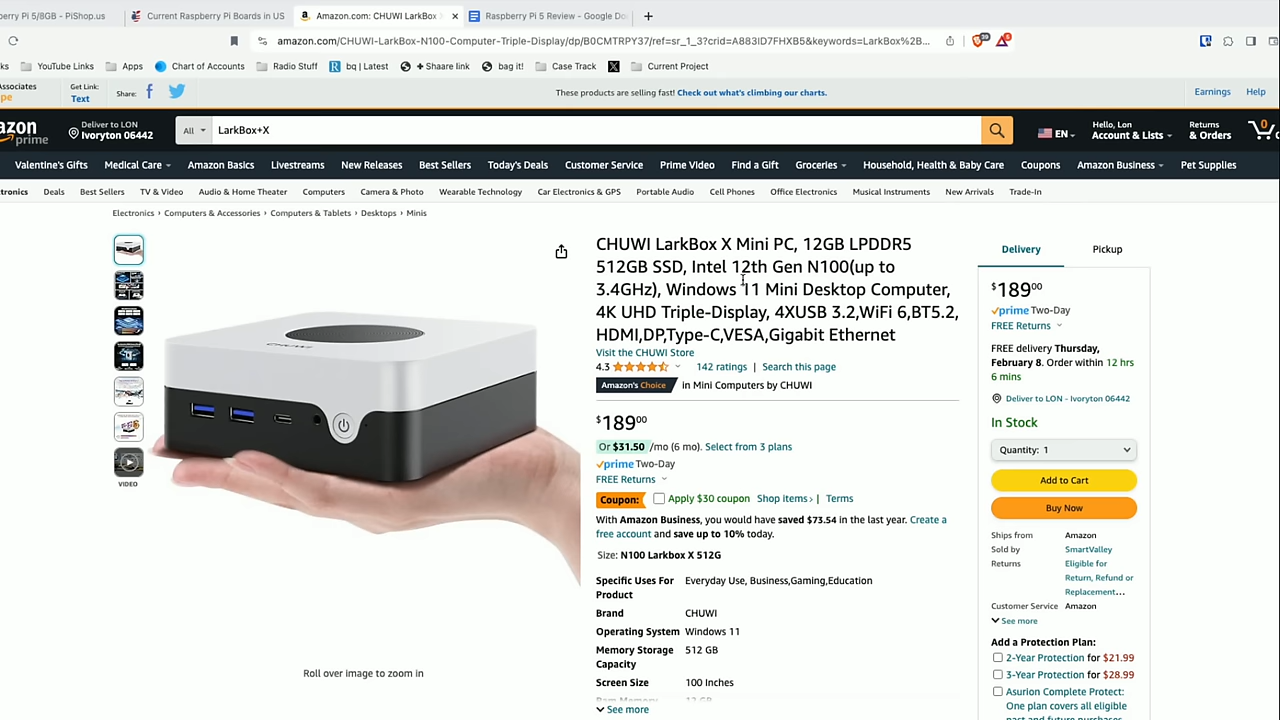 erry Pi 5/8GB - PiShop.us
Current Raspberry Pi Boards in US
Amazon.com: CHUWI LarkBox
Raspberry Pi 5 Review - Google Do
amazon.com/CHUWI-LarkBox-N100-Computer-Triple-Display/dp/B0CMTRPY37/ref=sr_1_3?crid=A883ID7FHXB5&keywords=LarkBox%2B...
ks
YouTube Links
Apps
Chart of Accounts
Radio Stuff
bq | Latest
+ Shaare link
bag it!
Case Track
Current Project
ssociates
pe
Get Link:
Text
Share:
These products are selling fast! Check out what's climbing our charts.
Earnings
Help
azon
prime
Deliver to LON
Ivoryton 06442
All
LarkBox+X
EN
Hello, Lon
Account & Lists
Returns
& Orders
0
Valentine's Gifts
Medical Care
Amazon Basics
Livestreams
New Releases
Best Sellers
Today's Deals
Customer Service
Prime Video
Find a Gift
Groceries
Household, Health & Baby Care
Coupons
Amazon Business
Pet Supplies
tronics
Deals
Best Sellers
TV & Video
Audio & Home Theater
Computers
Camera & Photo
Wearable Technology
Car Electronics & GPS
Portable Audio
Cell Phones
Office Electronics
Musical Instruments
New Arrivals
Trade-In
Electronics › Computers & Accessories › Computers & Tablets › Desktops › Minis
CHUWI
VIDEO
Roll over image to zoom in
CHUWI LarkBox X Mini PC, 12GB LPDDR5
512GB SSD, Intel 12th Gen N100(up to
3.4GHz), Windows 11 Mini Desktop Computer,
4K UHD Triple-Display, 4XUSB 3.2,WiFi 6,BT5.2,
HDMI,DP,Type-C,VESA,Gigabit Ethernet
Visit the CHUWI Store
4.3
142 ratings | Search this page
Amazon's Choice in Mini Computers by CHUWI
$18900
Or $31.50 /mo (6 mo). Select from 3 plans
prime Two-Day
FREE Returns
Coupon: Apply $30 coupon Shop items › | Terms
With Amazon Business, you would have saved $73.54 in the last year. Create a
free account and save up to 10% today.
Size: N100 Larkbox X 512G
Specific Uses For Everyday Use, Business,Gaming,Education
Product
Brand CHUWI
Operating System Windows 11
Memory Storage 512 GB
Capacity
Screen Size 100 Inches
Ram Memory 12 GB
See more
Delivery
Pickup
$18900
prime Two-Day
FREE Returns
FREE delivery Thursday,
February 8. Order within 12 hrs
6 mins
Deliver to LON - Ivoryton 06442
In Stock
Quantity: 1
Add to Cart
Buy Now
Ships from Amazon
Sold by SmartValley
Returns Eligible for
Return, Refund or
Replacement...
Customer Service Amazon
See more
Add a Protection Plan:
2-Year Protection for $21.99
3-Year Protection for $28.99
Asurion Complete Protect:
One plan covers all eligible
past and future purchases